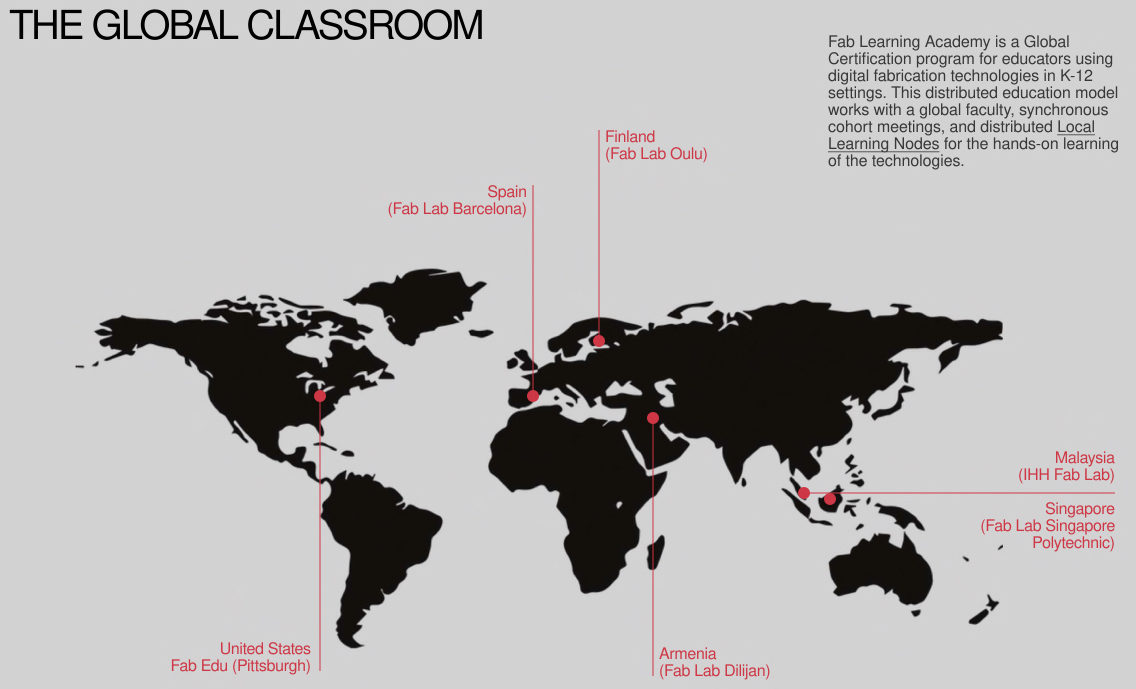 THE GLOBAL CLASSROOM
Fab Learning Academy is a Global
Certification program for educators using
digital fabrication technologies in K-12
settings. This distributed education model
works with a global faculty, synchronous
cohort meetings, and distributed Local
Learning Nodes for the hands-on learning
of the technologies.
Finland
(Fab Lab Oulu)
Spain
(Fab Lab Barcelona)
Malaysia
(IHH Fab Lab)
Singapore
(Fab Lab Singapore
Polytechnic)
United States
Fab Edu (Pittsburgh)
Armenia
(Fab Lab Dilijan)